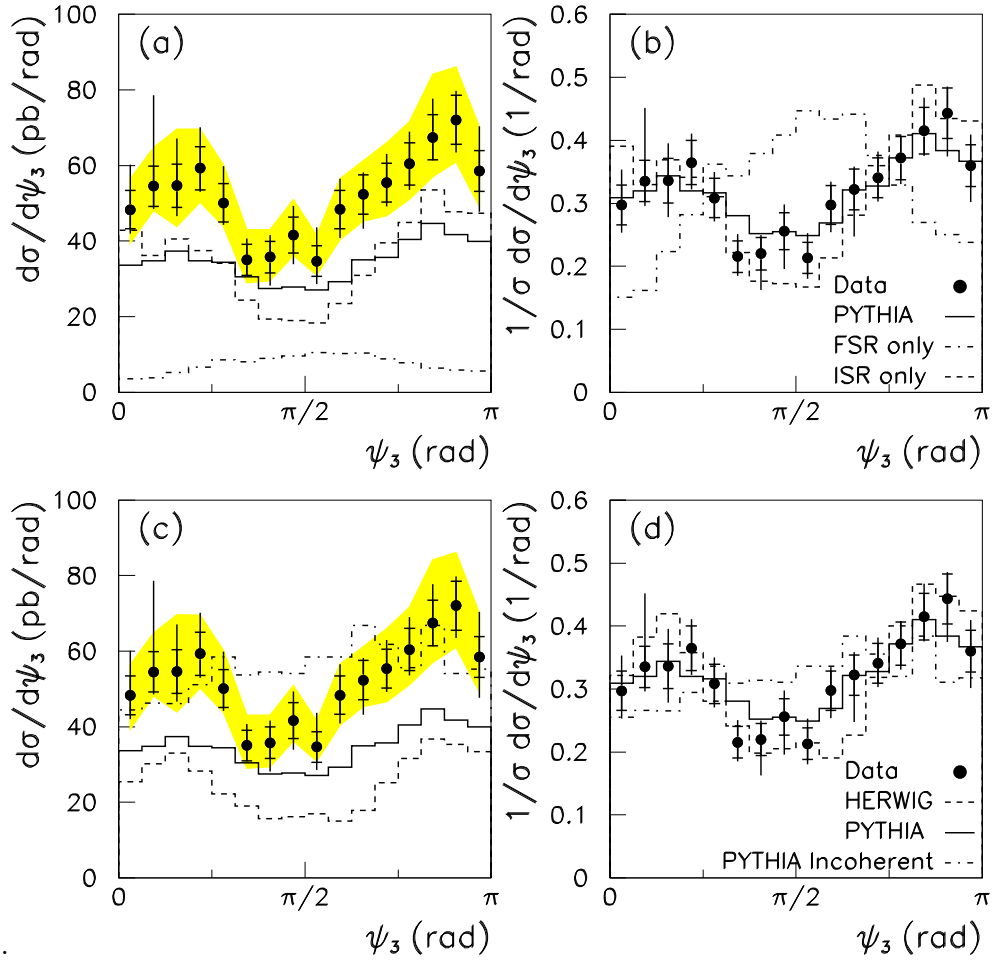 dσ/dψ₃ (pb/rad)
100
80
60
40
20
0
(a)
0 π/2 π
ψ₃ (rad)
1/σ dσ/dψ₃ (1/rad)
0.6
0.5
0.4
0.3
0.2
0.1
0
(b)
Data
PYTHIA
FSR only
ISR only
0 π/2 π
ψ₃ (rad)
dσ/dψ₃ (pb/rad)
100
80
60
40
20
0
(c)
0 π/2 π
ψ₃ (rad)
1/σ dσ/dψ₃ (1/rad)
0.6
0.5
0.4
0.3
0.2
0.1
0
(d)
Data
HERWIG
PYTHIA
PYTHIA Incoherent
0 π/2 π
ψ₃ (rad)
.